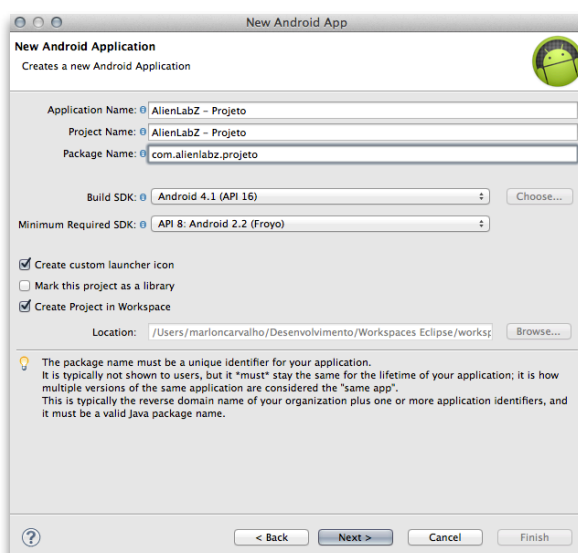 New Android App
New Android Application
Creates a new Android Application
Application Name: AlienLabZ - Projeto
Project Name: AlienLabZ - Projeto
Package Name: com.alienlabz.projeto
Build SDK: Android 4.1 (API 16) Choose...
Minimum Required SDK: API 8: Android 2.2 (Froyo)
Create custom launcher icon
Mark this project as a library
Create Project in Workspace
Location: /Users/marloncarvalho/Desenvolvimento/Workspaces Eclipse/worksp Browse...
The package name must be a unique identifier for your application.
It is typically not shown to users, but it *must* stay the same for the lifetime of your application; it is how
multiple versions of the same application are considered the "same app".
This is typically the reverse domain name of your organization plus one or more application identifiers, and
it must be a valid Java package name.
? < Back Next > Cancel Finish